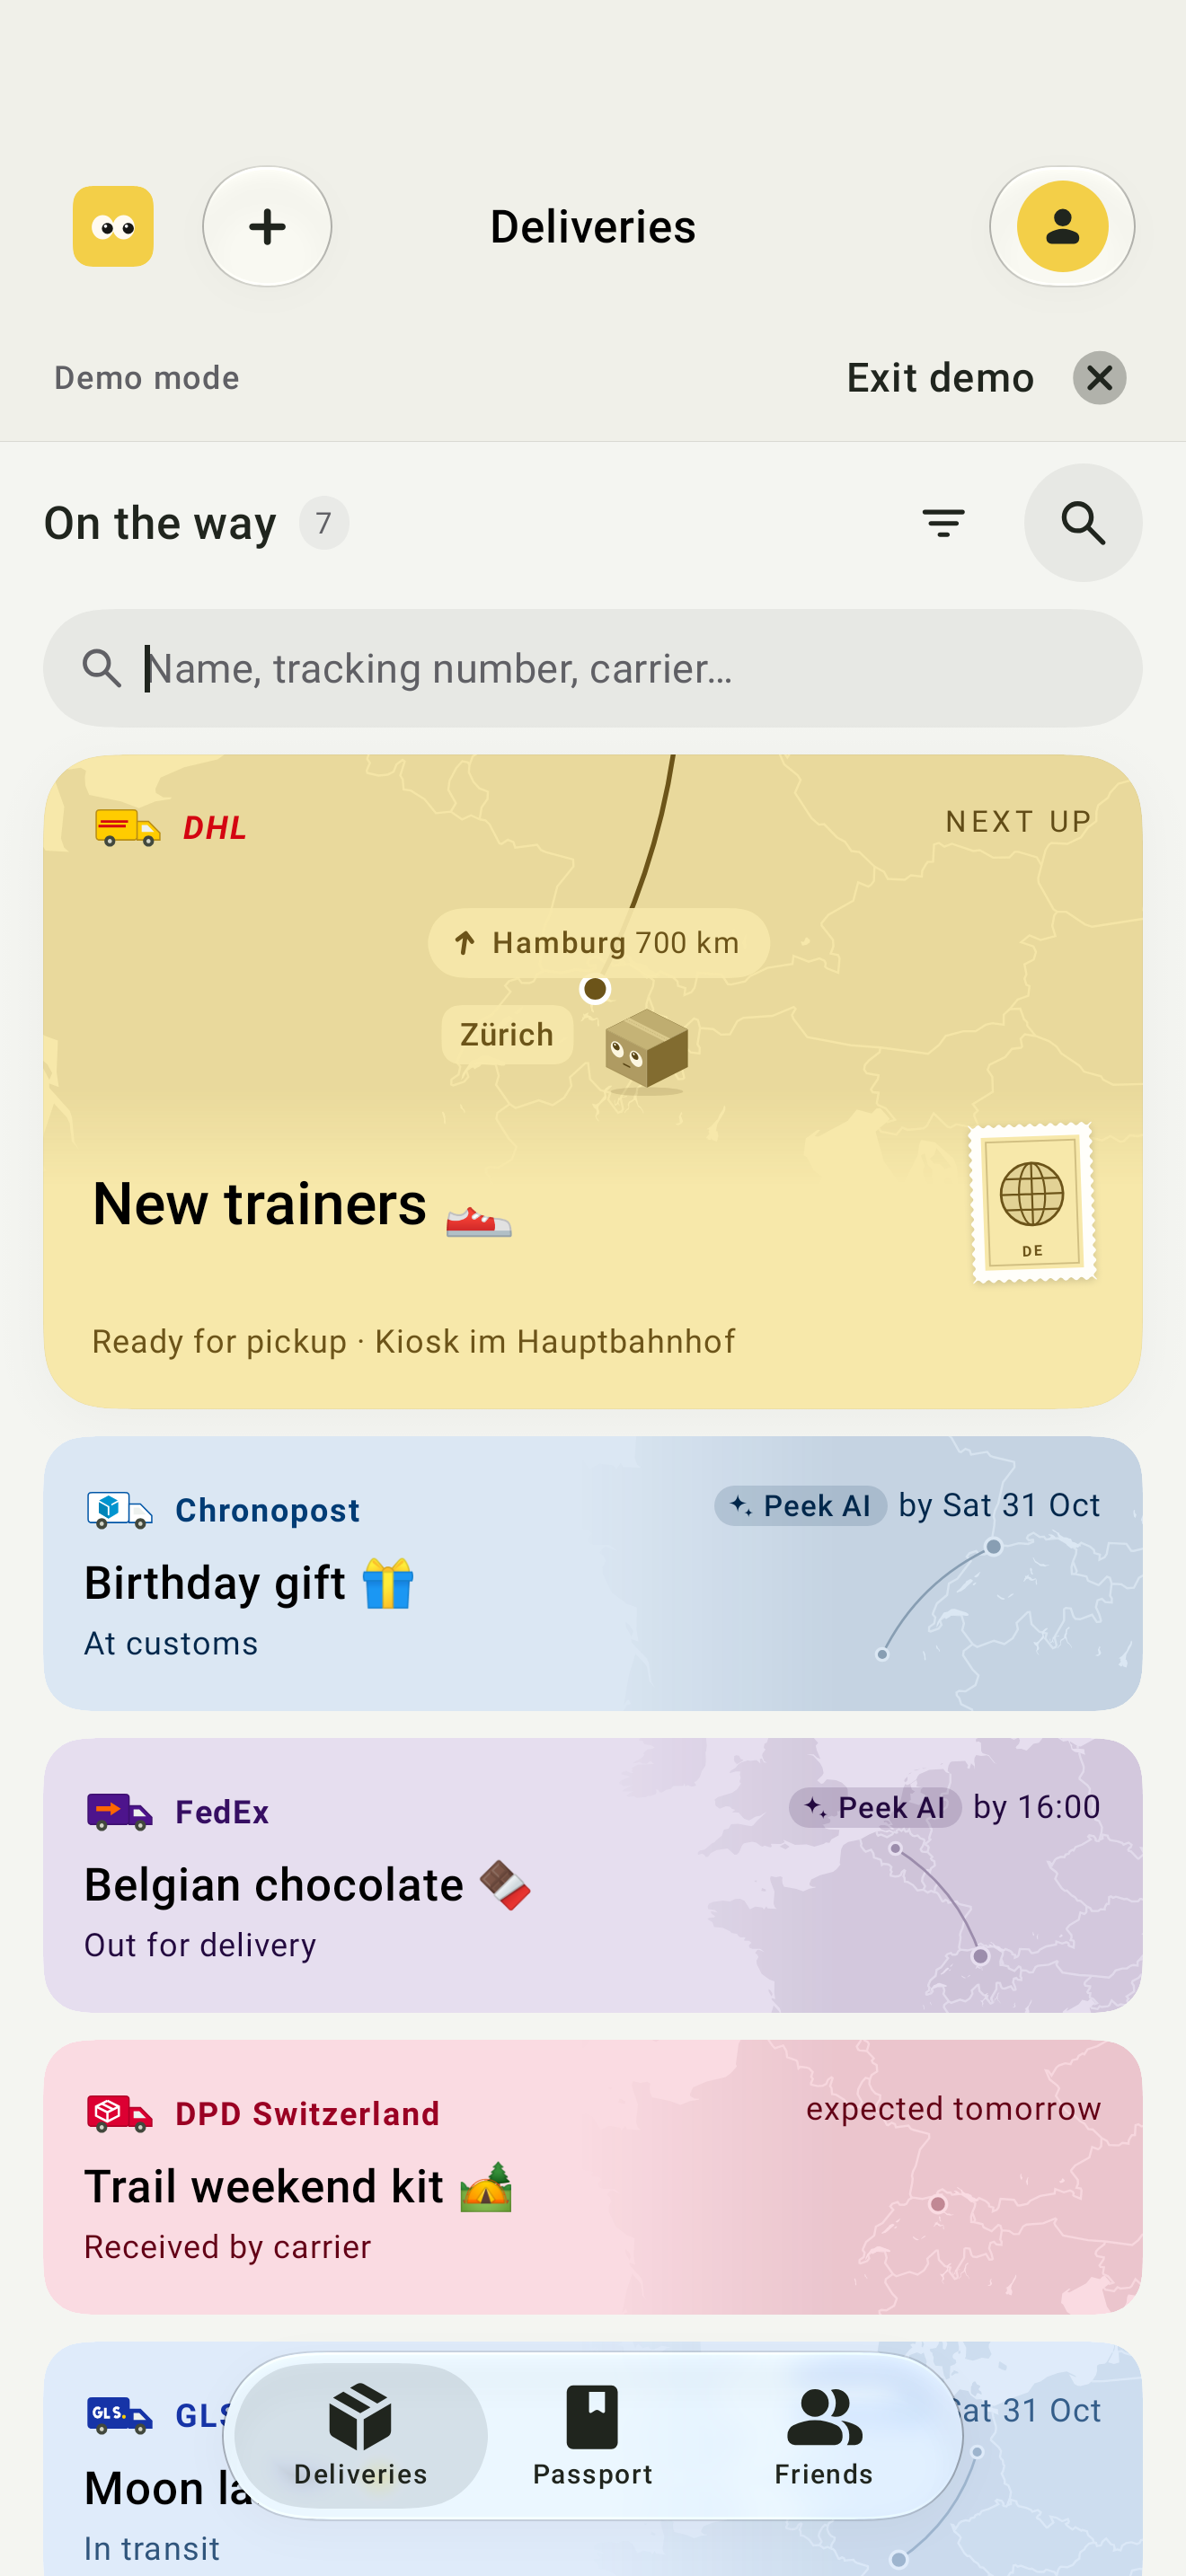 Deliveries
Demo mode
Exit demo
On the way 7
Name, tracking number, carrier...
DHL
NEXT UP
Hamburg 700 km
Zürich
New trainers
DE
Ready for pickup · Kiosk im Hauptbahnhof
Chronopost
Peek AI by Sat 31 Oct
Birthday gift
At customs
FedEx
Peek AI by 16:00
Belgian chocolate
Out for delivery
DPD Switzerland
expected tomorrow
Trail weekend kit
Received by carrier
GLS.
GLS
Sat 31 Oct
Moon
In transit
Deliveries
Passport
Friends